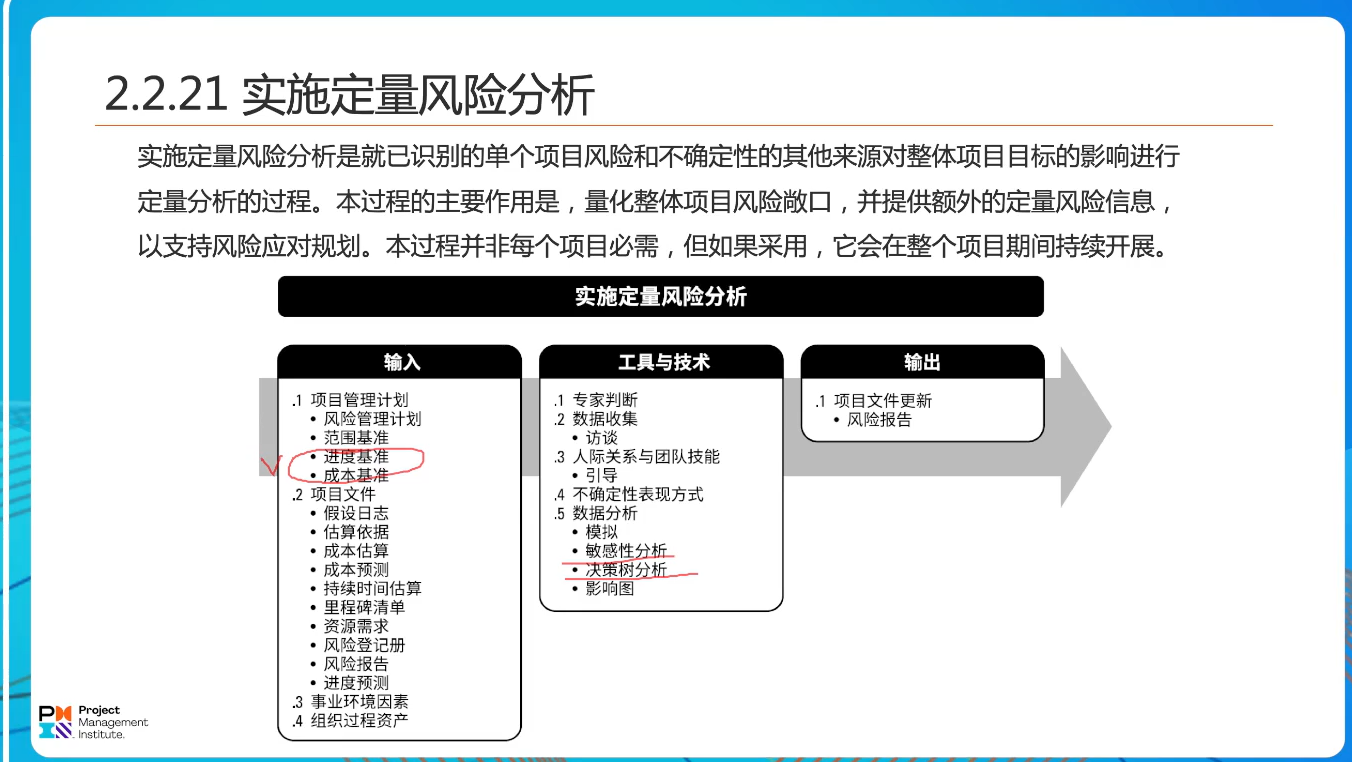 2.2.21 实施定量风险分析
实施定量风险分析是就已识别的单个项目风险和不确定性的其他来源对整体项目目标的影响进行
定量分析的过程。本过程的主要作用是，量化整体项目风险敞口，并提供额外的定量风险信息，
以支持风险应对规划。本过程并非每个项目必需，但如果采用，它会在整个项目期间持续开展。
实施定量风险分析
输入
.1 项目管理计划
• 风险管理计划
• 范围基准
• 进度基准
• 成本基准
.2 项目文件
• 假设日志
• 估算依据
• 成本估算
• 成本预测
• 持续时间估算
• 里程碑清单
• 资源需求
• 风险登记册
• 风险报告
• 进度预测
.3 事业环境因素
.4 组织过程资产
工具与技术
.1 专家判断
.2 数据收集
• 访谈
.3 人际关系与团队技能
• 引导
.4 不确定性表现方式
.5 数据分析
• 模拟
• 敏感性分析
• 决策树分析
• 影响图
输出
.1 项目文件更新
• 风险报告
Project
Management
Institute.